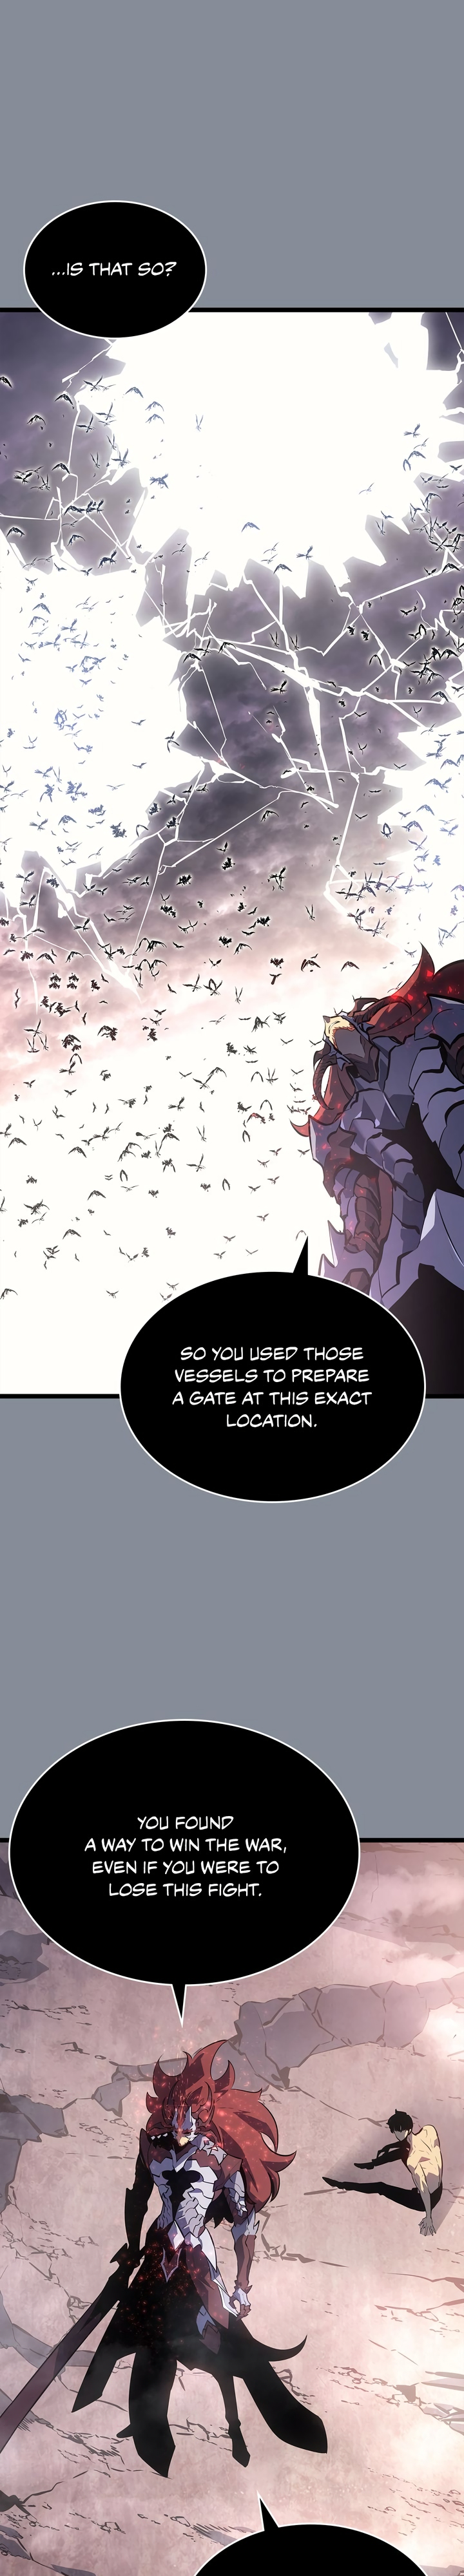 ...IS THAT SO?
SO YOU USED THOSE
VESSELS TO PREPARE
A GATE AT THIS EXACT
LOCATION.
YOU FOUND
A WAY TO WIN THE WAR,
EVEN IF YOU WERE TO
LOSE THIS FIGHT.